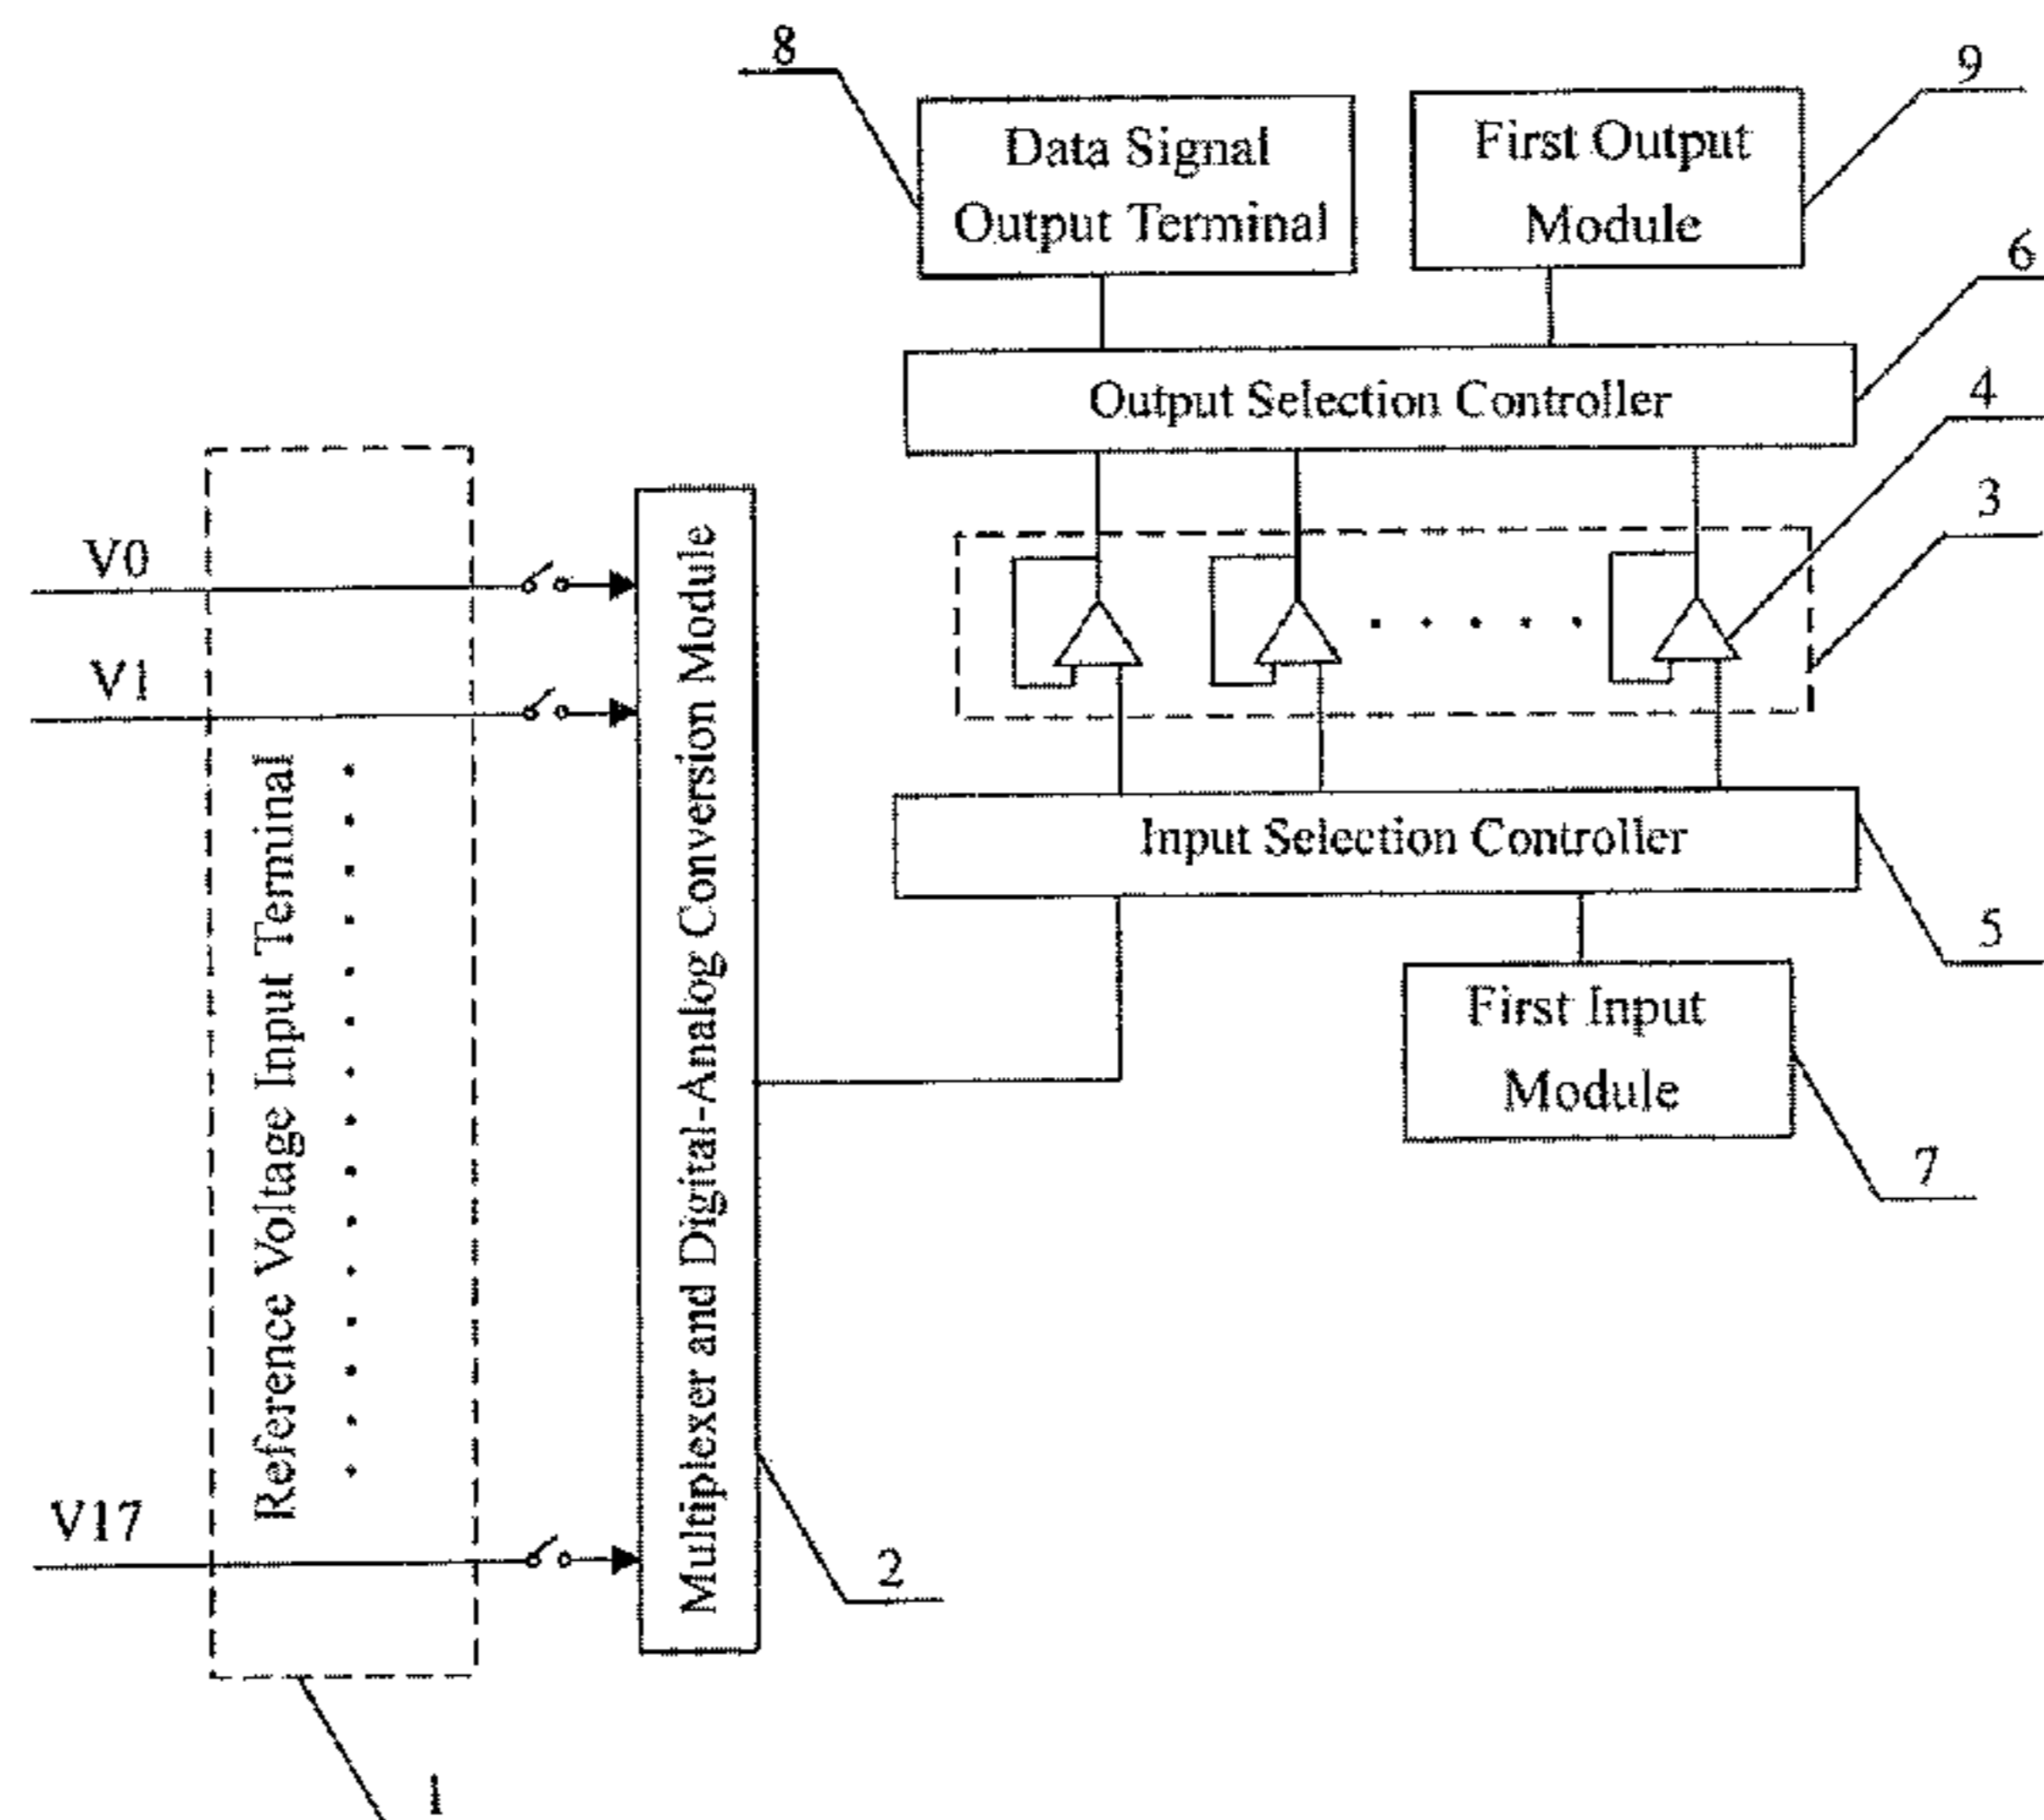 8
9
Data Signal
Output Terminal
First Output
Module
6
Output Selection Controller
4
3
V0
V1
Reference Voltage Input Terminal
Multiplexer and Digital-Analog Conversion Module
Input Selection Controller
5
First Input
Module
7
V17
2
1